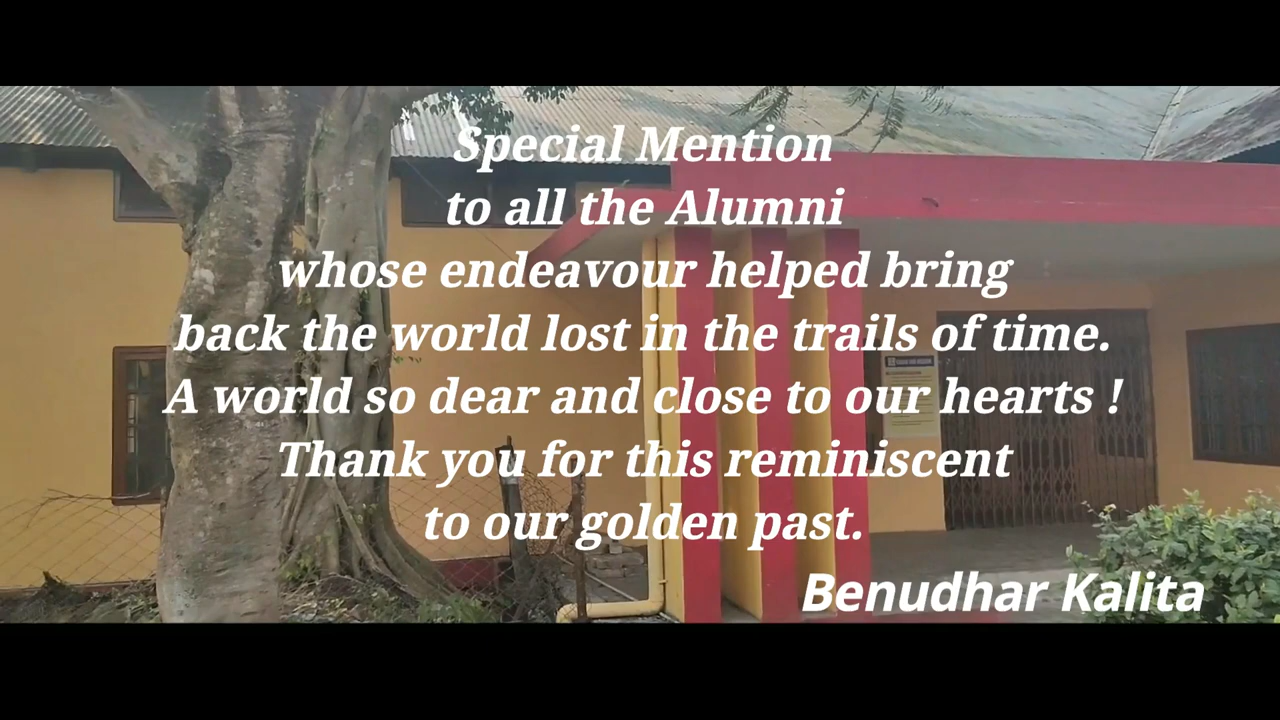 Special Mention
to all the Alumni
whose endeavour helped bring
back the world lost in the trails of time.
A world so dear and close to our hearts !
Thank you for this reminiscent
to our golden past.
Benudhar Kalita